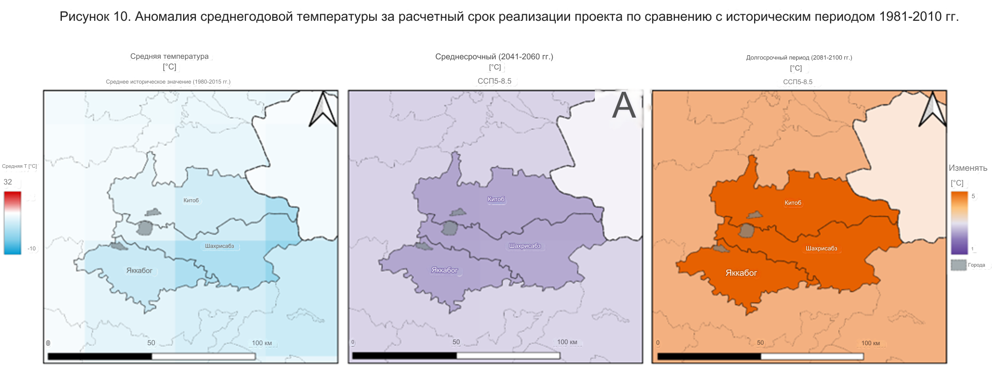 Рисунок 10. Аномалия среднегодовой температуры за расчетный срок реализации проекта по сравнению с историческим периодом 1981-2010 гг.
Средняя температура
[°C]
Среднее историческое значение (1980-2015 гг.)
Среднесрочный (2041-2060 гг.)
[°C]
ССП5-8.5
Долгосрочный период (2081-2100 гг.)
[°C]
ССП5-8.5
Средняя T [°C]
32
-10
Китоб
Шахрисабз
Яккабог
0
50
100 км
A
Китоб
Шахрисабз
Яккабог
0
50
100 км
Китоб
Шахрисабз
Яккабог
0
50
100 км
Изменять
[°C]
5
1
Города